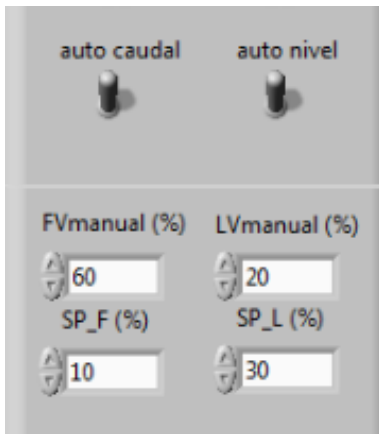 auto caudal auto nivel
FVmanual (%) LVmanual (%)
60 20
SP_F (%) SP_L (%)
10 30